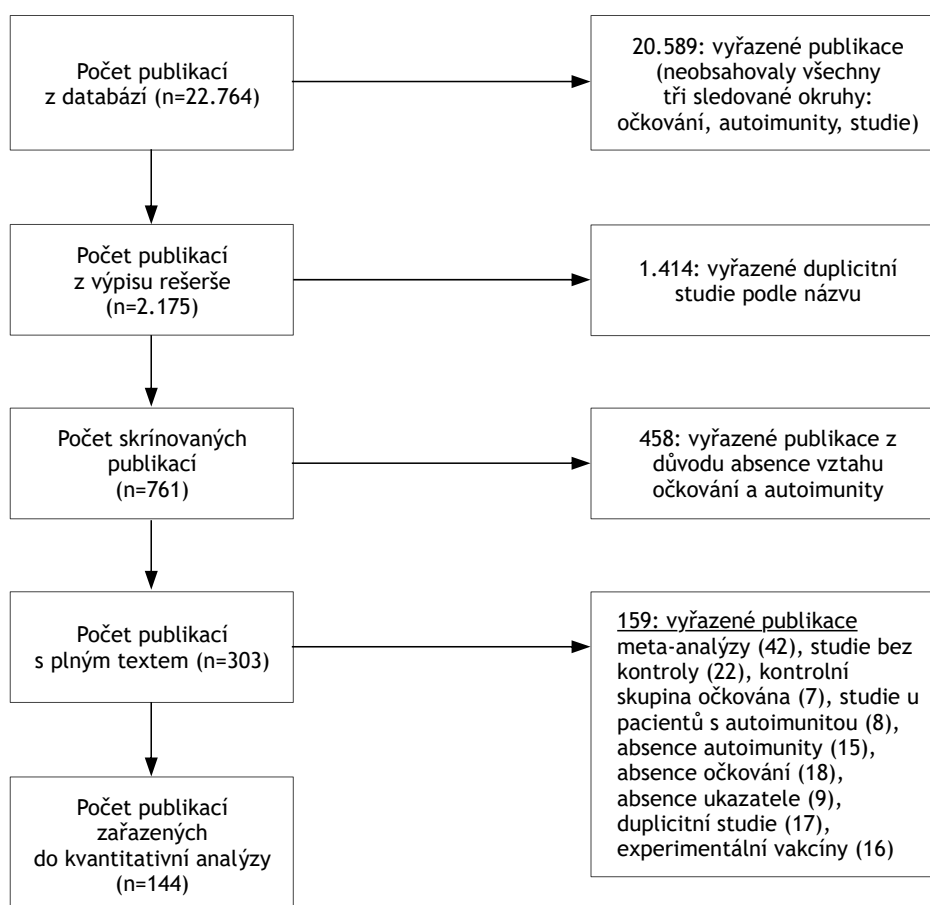 Počet publikací
z databází (n=22.764)
20.589: vyřazené publikace
(neobsahovaly všechny
tři sledované okruhy:
očkování, autoimunity, studie)
Počet publikací
z výpisu rešerše
(n=2.175)
1.414: vyřazené duplicitní
studie podle názvu
Počet skrínovaných
publikací
(n=761)
458: vyřazené publikace z
důvodu absence vztahu
očkování a autoimunity
Počet publikací
s plným textem (n=303)
159: vyřazené publikace
meta-analýzy (42), studie bez
kontroly (22), kontrolní
skupina očkována (7), studie u
pacientů s autoimunitou (8),
absence autoimunity (15),
absence očkování (18),
absence ukazatele (9),
duplicitní studie (17),
experimentální vakcíny (16)
Počet publikací
zařazených
do kvantitativní analýzy
(n=144)